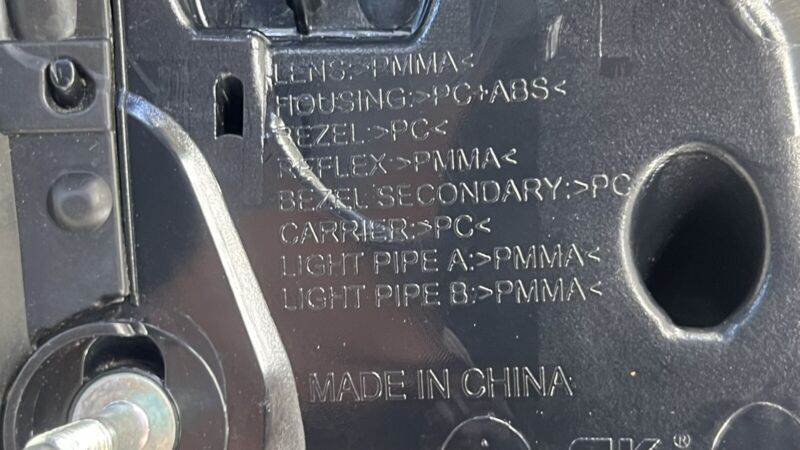 LENS:>PMMA<
HOUSING:>PC+ABS<
BEZEL:>PC<
REFLEX:>PMMA<
BEZEL SECONDARY:>PC
CARRIER:>PC<
LIGHT PIPE A:>PMMA<
LIGHT PIPE B:>PMMA<
MADE IN CHINA
®